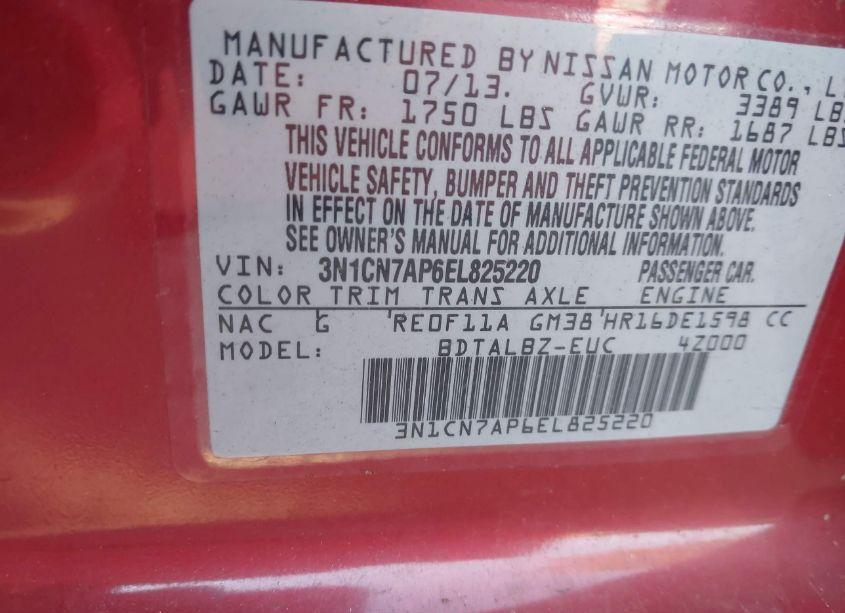 MANUFACTURED BY NISSAN MOTOR CO., LT
DATE: 07/13. GVWR: 3389 LBS
GAWR FR: 1750 LBS GAWR RR: 1687 LBS
THIS VEHICLE CONFORMS TO ALL APPLICABLE FEDERAL MOTOR
VEHICLE SAFETY, BUMPER AND THEFT PREVENTION STANDARDS
IN EFFECT ON THE DATE OF MANUFACTURE SHOWN ABOVE.
SEE OWNER'S MANUAL FOR ADDITIONAL INFORMATION.
VIN: 3N1CN7AP6EL825220 PASSENGER CAR.
COLOR TRIM TRANS AXLE ENGINE
NAC G RE0F11A GM38 HR16DE1598 CC
MODEL: BDTALBZ-EUC 4Z000
3N1CN7AP6EL825220